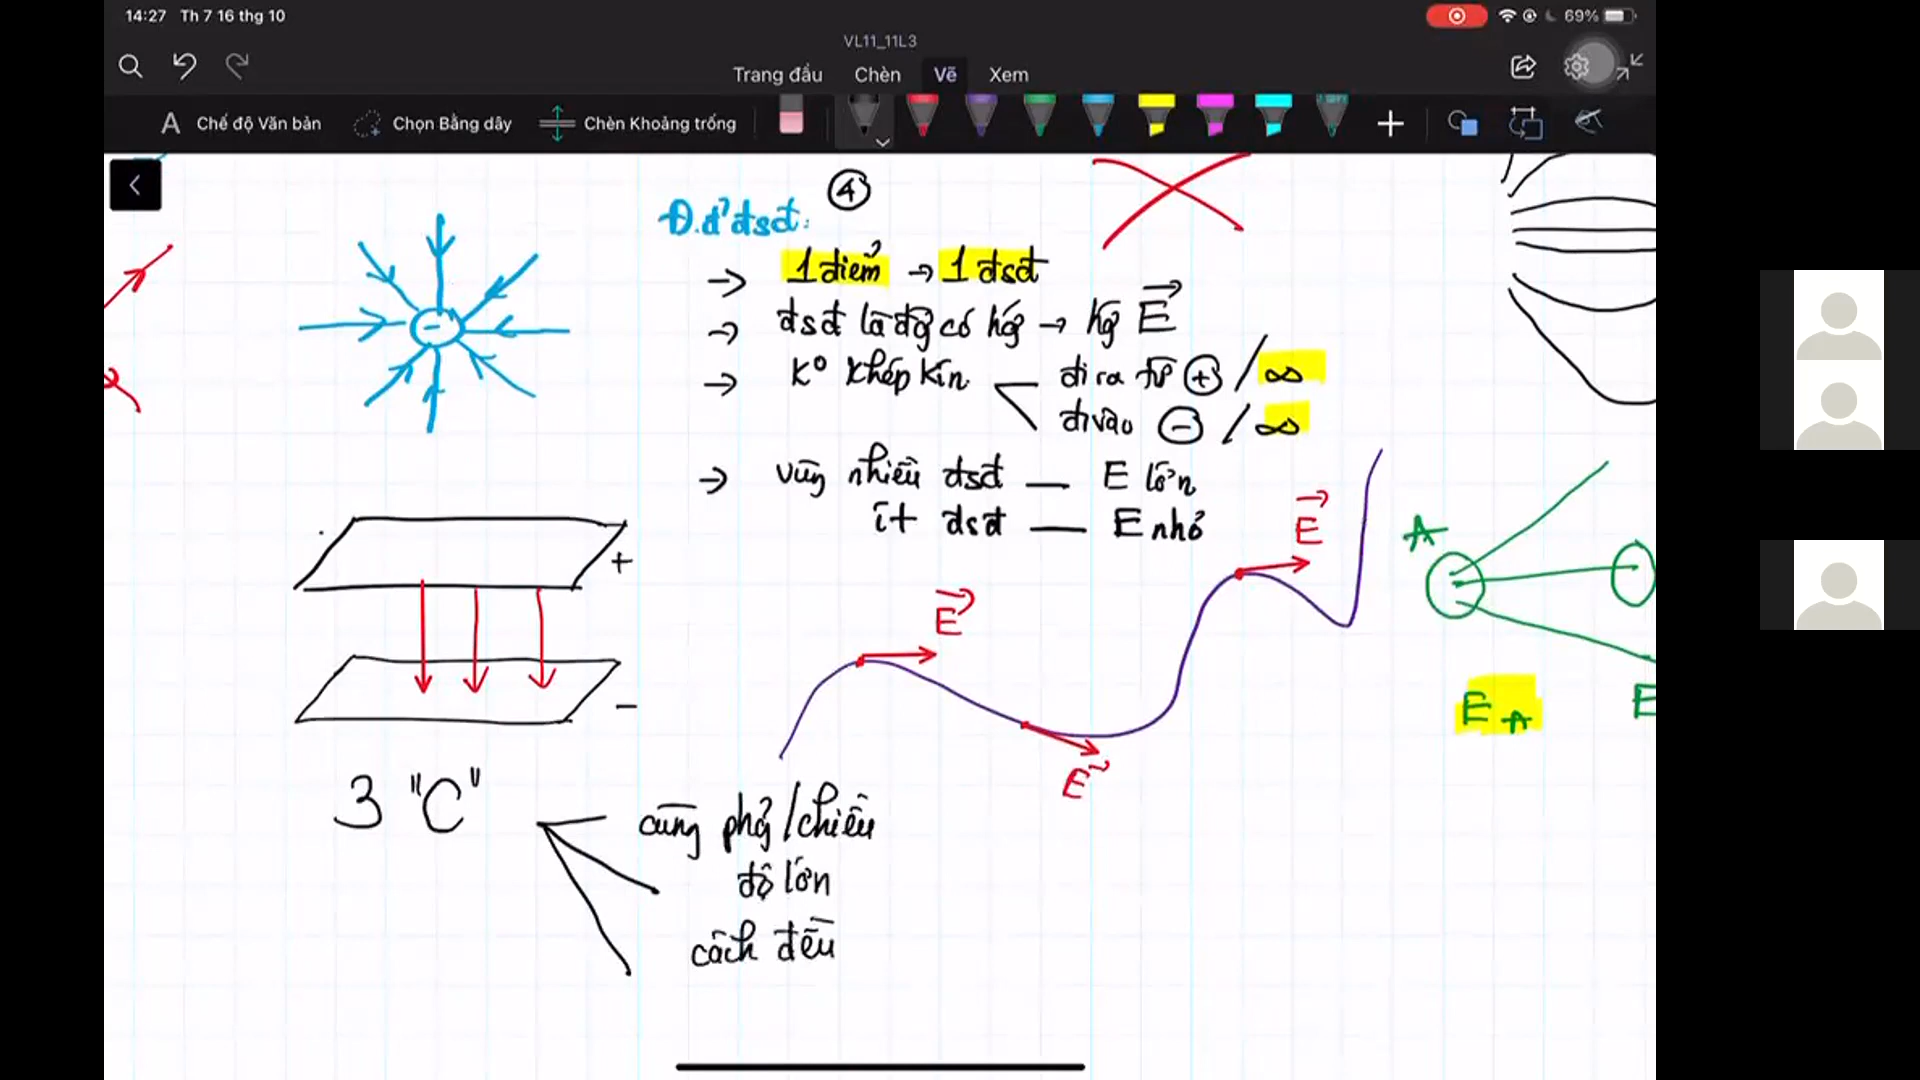 14:27 Th 7 16 thg 10
69%
VL11_11L3
Trang đầu Chèn Vẽ Xem
A Chế độ Văn bản Chọn Bằng dây Chèn Khoảng trống
4
Đ.đ² đsđ:
→ 1 điểm → 1 đsđ
→ đsđ là đg có hg → hg E
→ k° khép kín đi ra từ + / ∞
đi vào - / ∞
→ vùng nhiều đsđ — E lớn
ít đsđ — E nhỏ
-
+
-
E
E
E
A
E A
E
3 "C"
cùng phg/chiều
độ lớn
cách đều